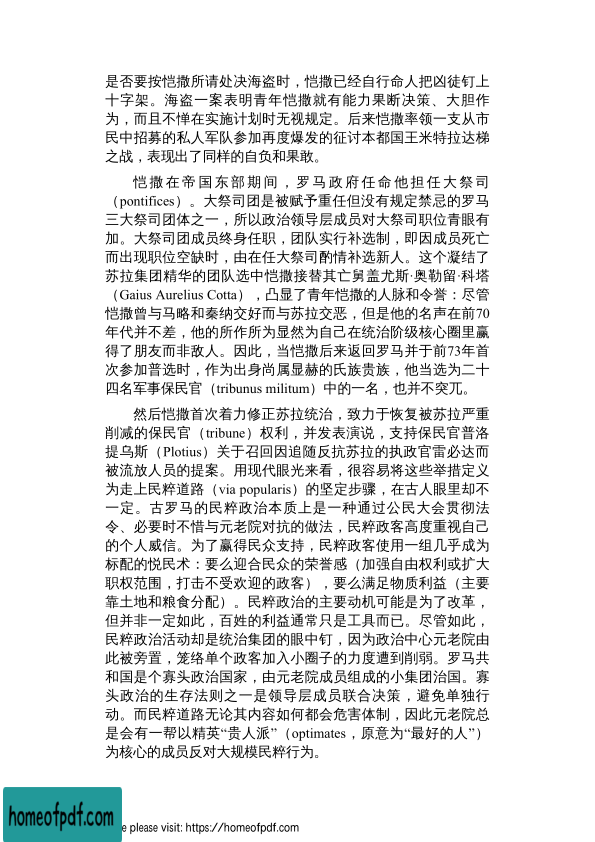 是否要按恺撒所请处决海盗时，恺撒已经自行命人把凶徒钉上
十字架。海盗一案表明青年恺撒就有能力果断决策、大胆作
为，而且不惮在实施计划时无视规定。后来恺撒率领一支从市
民中招募的私人军队参加再度爆发的征讨本都国王米特拉达梯
之战，表现出了同样的自负和果敢。
恺撒在帝国东部期间，罗马政府任命他担任大祭司
（pontifices）。大祭司团是被赋予重任但没有规定禁忌的罗马
三大祭司团体之一，所以政治领导层成员对大祭司职位青眼有
加。大祭司团成员终身任职，团队实行补选制，即因成员死亡
而出现职位空缺时，由在任大祭司酌情补选新人。这个凝结了
苏拉集团精华的团队选中恺撒接替其亡舅盖尤斯·奥勒留·科塔
（Gaius Aurelius Cotta），凸显了青年恺撒的人脉和令誉：尽管
恺撒曾与马略和秦纳交好而与苏拉交恶，但是他的名声在前70
年代并不差，他的所作所为显然为自己在统治阶级核心圈里赢
得了朋友而非敌人。因此，当恺撒后来返回罗马并于前73年首
次参加普选时，作为出身尚属显赫的氏族贵族，他当选为二十
四名军事保民官（tribunus militum）中的一名，也并不突兀。
然后恺撒首次着力修正苏拉统治，致力于恢复被苏拉严重
削减的保民官（tribune）权利，并发表演说，支持保民官普洛
提乌斯（Plotius）关于召回因追随反抗苏拉的执政官雷必达而
被流放人员的提案。用现代眼光来看，很容易将这些举措定义
为走上民粹道路（via popularis）的坚定步骤，在古人眼里却不
一定。古罗马的民粹政治本质上是一种通过公民大会贯彻法
令、必要时不惜与元老院对抗的做法，民粹政客高度重视自己
的个人威信。为了赢得民众支持，民粹政客使用一组几乎成为
标配的悦民术：要么迎合民众的荣誉感（加强自由权利或扩大
职权范围，打击不受欢迎的政客），要么满足物质利益（主要
靠土地和粮食分配）。民粹政治的主要动机可能是为了改革，
但并非一定如此，百姓的利益通常只是工具而已。尽管如此，
民粹政治活动却是统治集团的眼中钉，因为政治中心元老院由
此被旁置，笼络单个政客加入小圈子的力度遭到削弱。罗马共
和国是个寡头政治国家，由元老院成员组成的小集团治国。寡
头政治的生存法则之一是领导层成员联合决策，避免单独行
动。而民粹道路无论其内容如何都会危害体制，因此元老院总
是会有一帮以精英“贵人派”（optimates，原意为“最好的人”）
为核心的成员反对大规模民粹行为。
homeofpdf.com
e please visit: https://homeofpdf.com